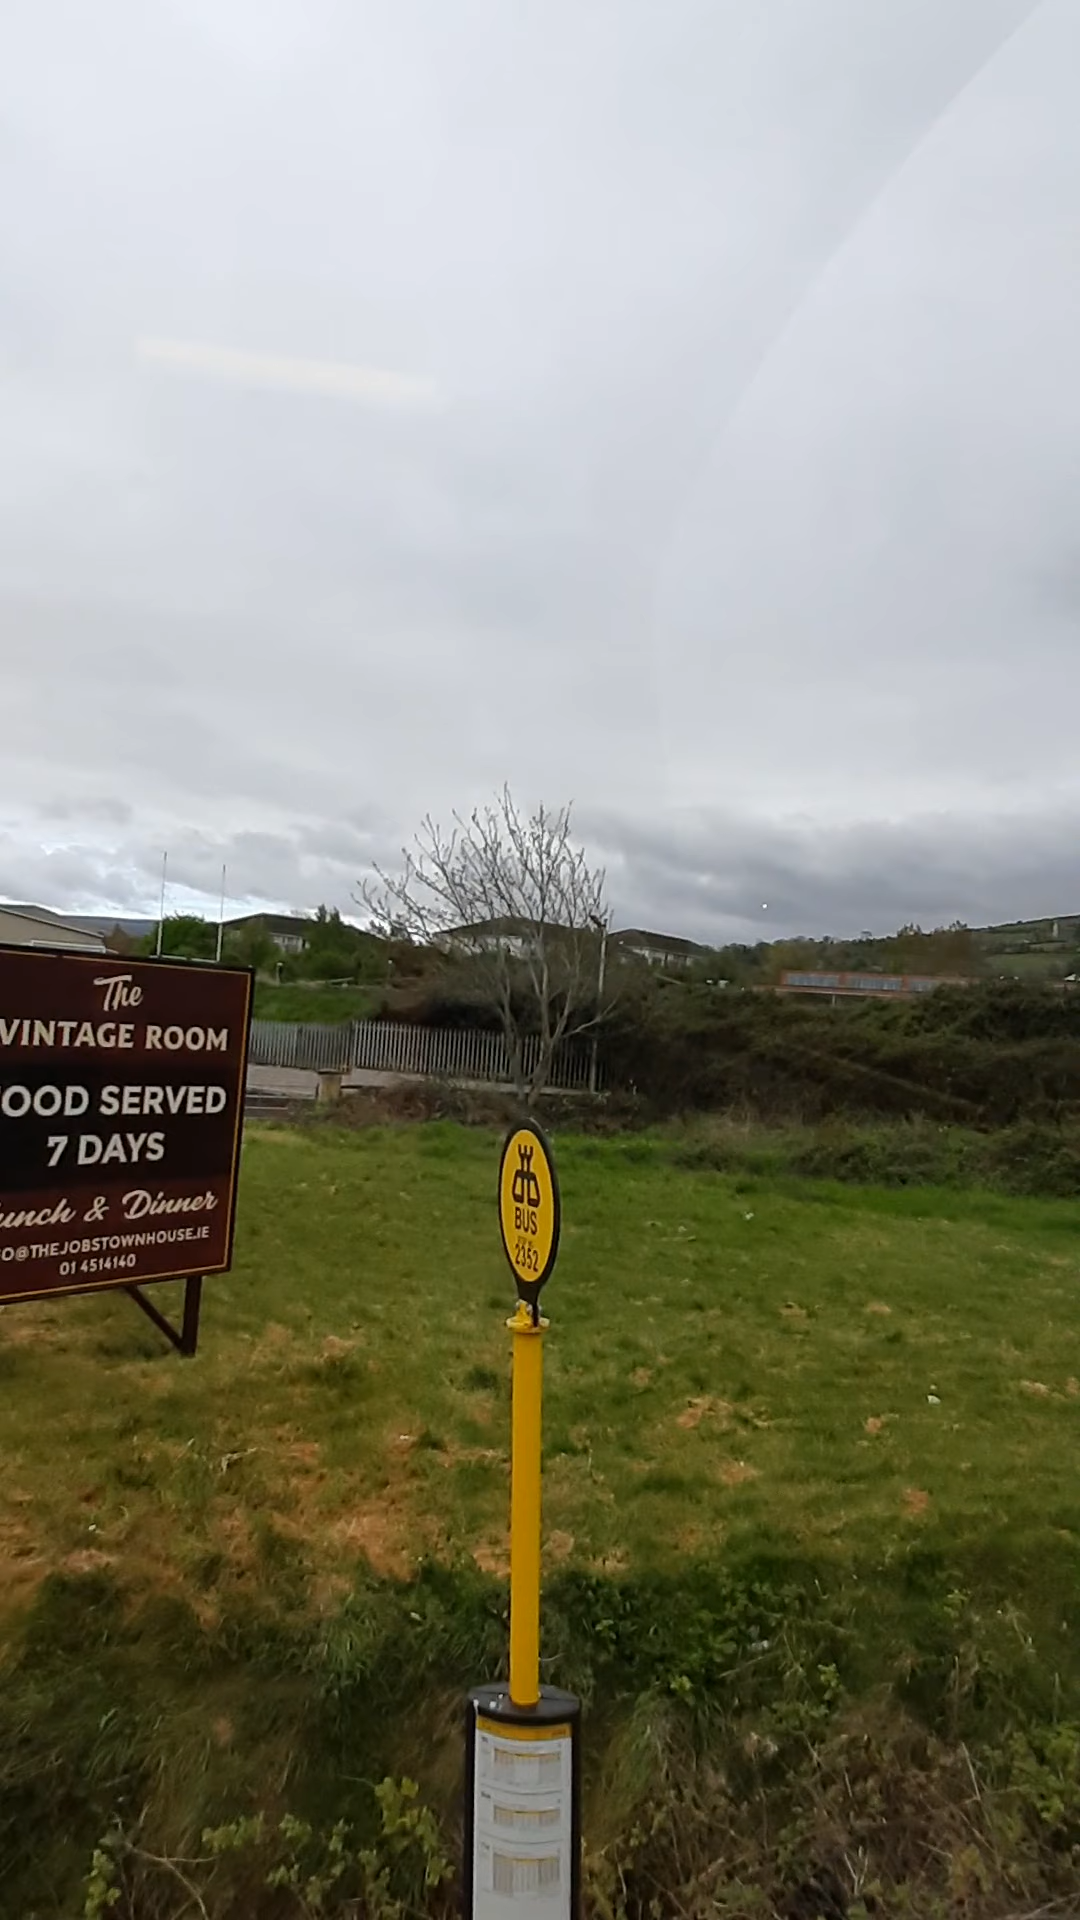 The
VINTAGE ROOM
OOD SERVED
7 DAYS
unch & Dinner
O@THEJOBSTOWNHOUSE.IE
01 4514140
BUS
2352